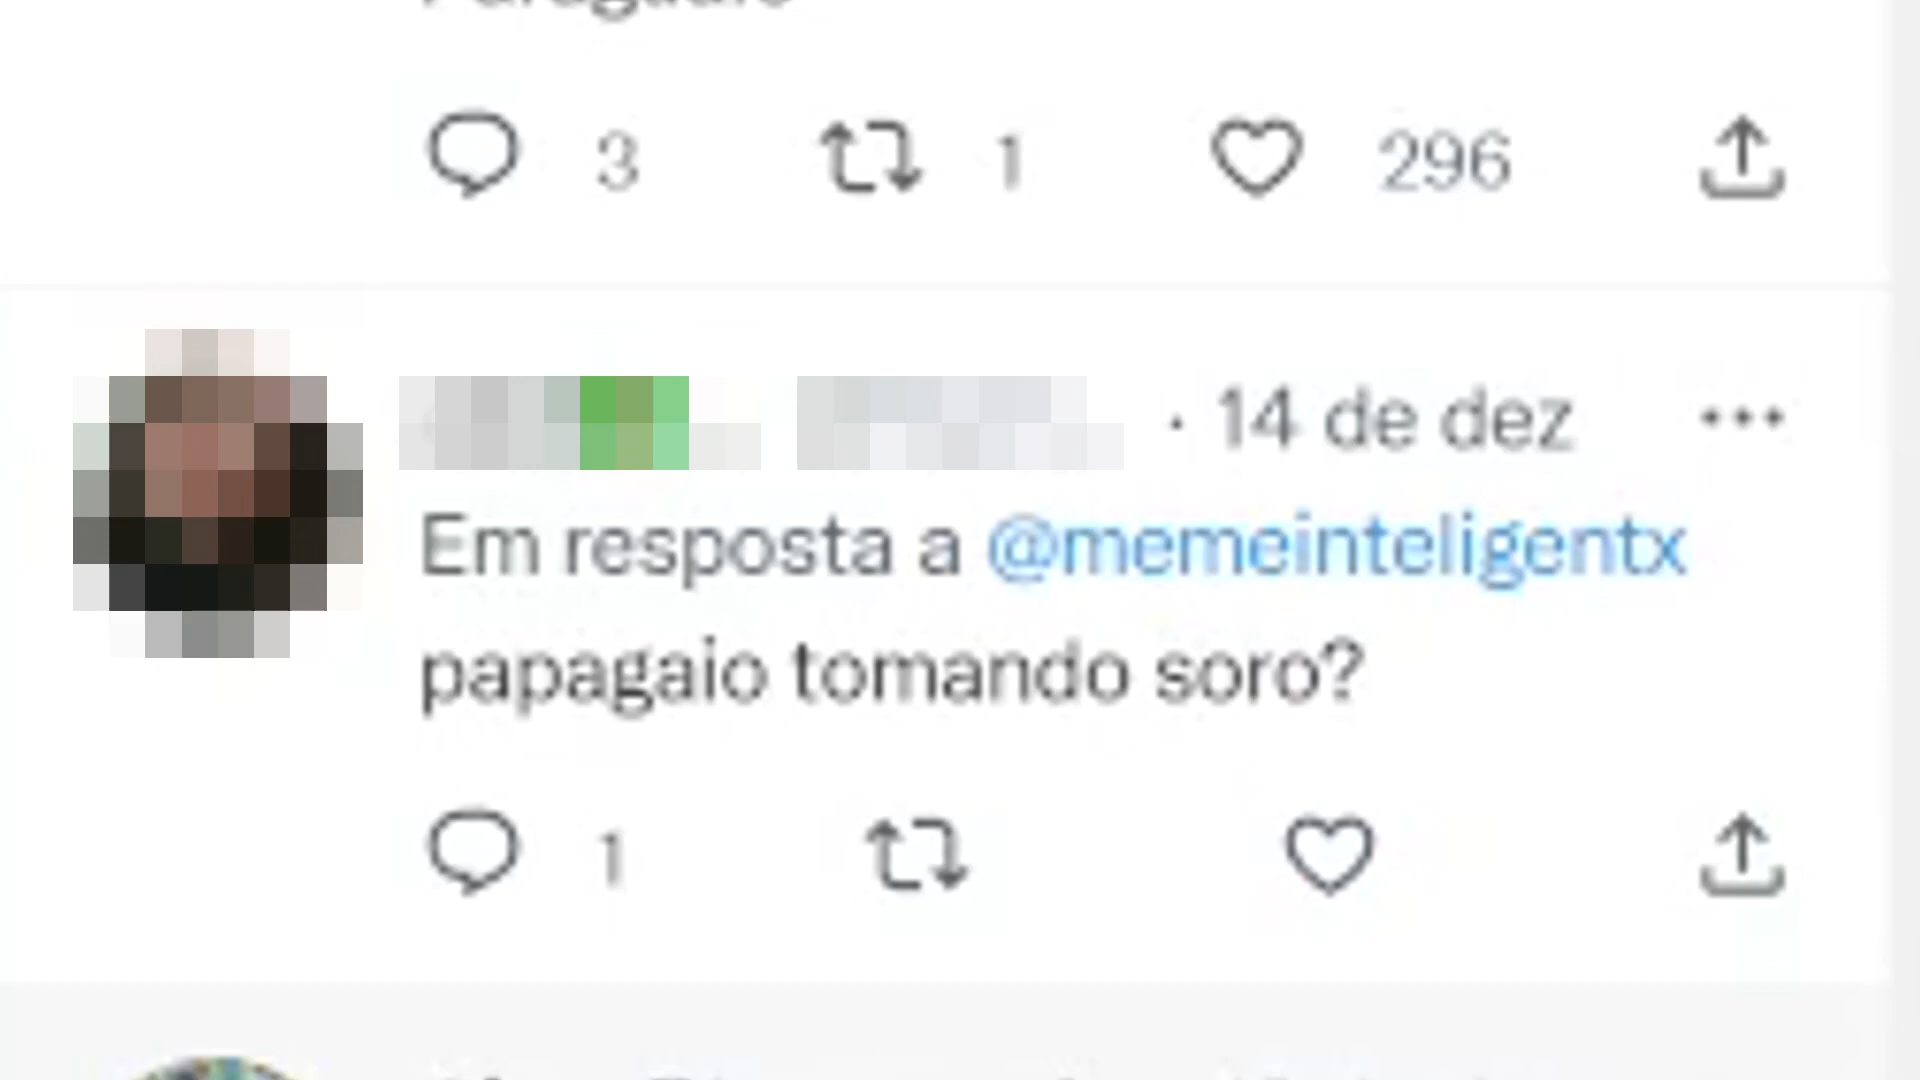 3 1 296
· 14 de dez ...
Em resposta a @memeinteligentx
papagaio tomando soro?
1